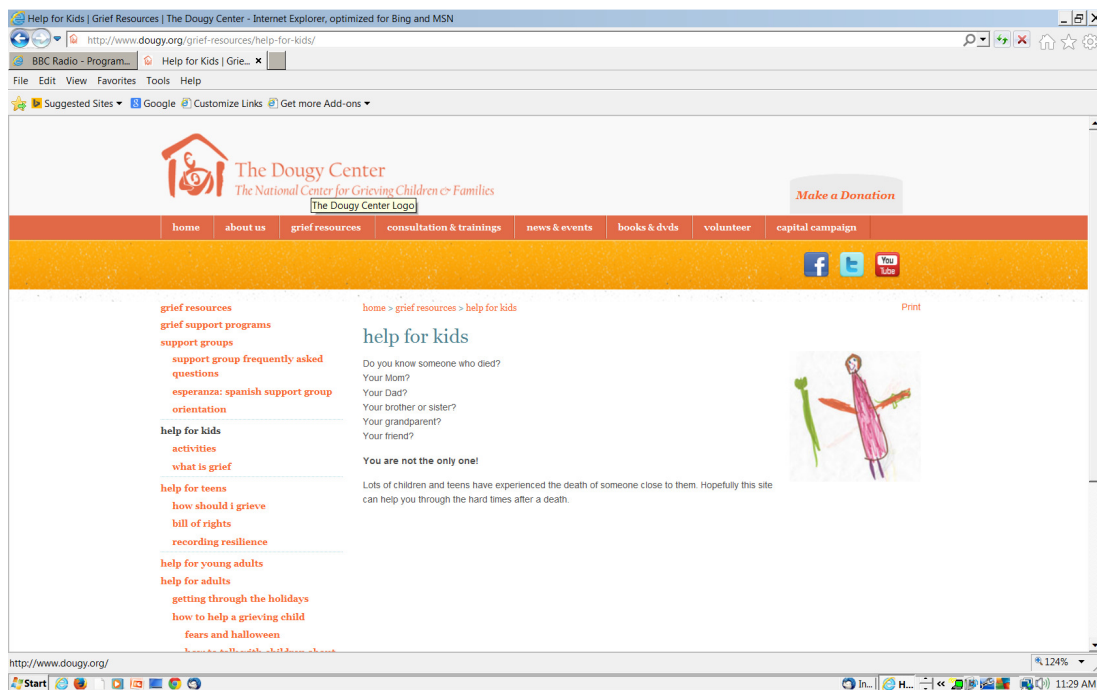 Help for Kids | Grief Resources | The Dougy Center - Internet Explorer, optimized for Bing and MSN
http://www.dougy.org/grief-resources/help-for-kids/
BBC Radio - Program...
Help for Kids | Grie...
File Edit View Favorites Tools Help
Suggested Sites Google Customize Links Get more Add-ons
The Dougy Center
The National Center for Grieving Children & Families
The Dougy Center Logo
Make a Donation
home about us grief resources consultation & trainings news & events books & dvds volunteer capital campaign
You
Tube
grief resources
grief support programs
support groups
support group frequently asked
questions
esperanza: spanish support group
orientation
help for kids
activities
what is grief
help for teens
how should i grieve
bill of rights
recording resilience
help for young adults
help for adults
getting through the holidays
how to help a grieving child
fears and halloween
how to talk with children about
home > grief resources > help for kids
Print
help for kids
Do you know someone who died?
Your Mom?
Your Dad?
Your brother or sister?
Your grandparent?
Your friend?
You are not the only one!
Lots of children and teens have experienced the death of someone close to them. Hopefully this site
can help you through the hard times after a death.
http://www.dougy.org/
124%
Start
In...
H...
11:29 AM